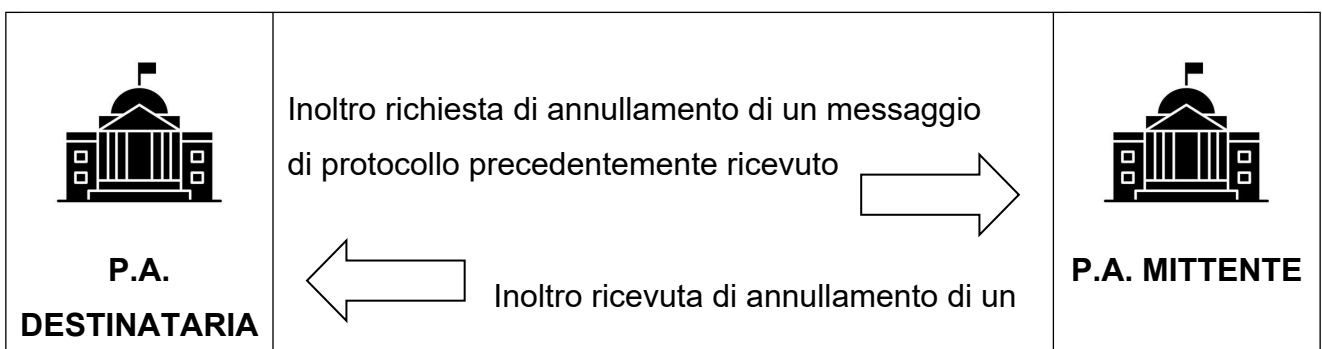 P.A.
DESTINATARIA
Inoltro richiesta di annullamento di un messaggio
di protocollo precedentemente ricevuto
Inoltro ricevuta di annullamento di un
P.A. MITTENTE